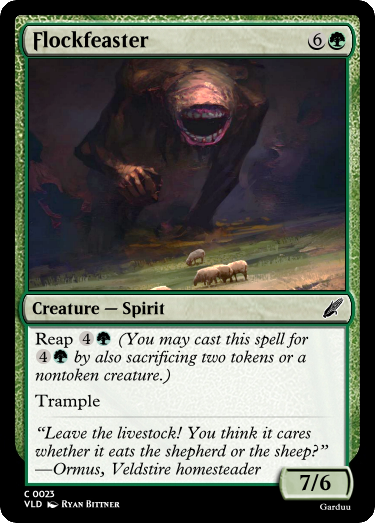 Flockfeaster 6
Creature — Spirit
Reap 4 (You may cast this spell for
4 by also sacrificing two tokens or a
nontoken creature.)
Trample
“Leave the livestock! You think it cares
whether it eats the shepherd or the sheep?”
—Ormus, Veldstire homesteader
7/6
C 0023
VLD Ryan Bittner
Garduu